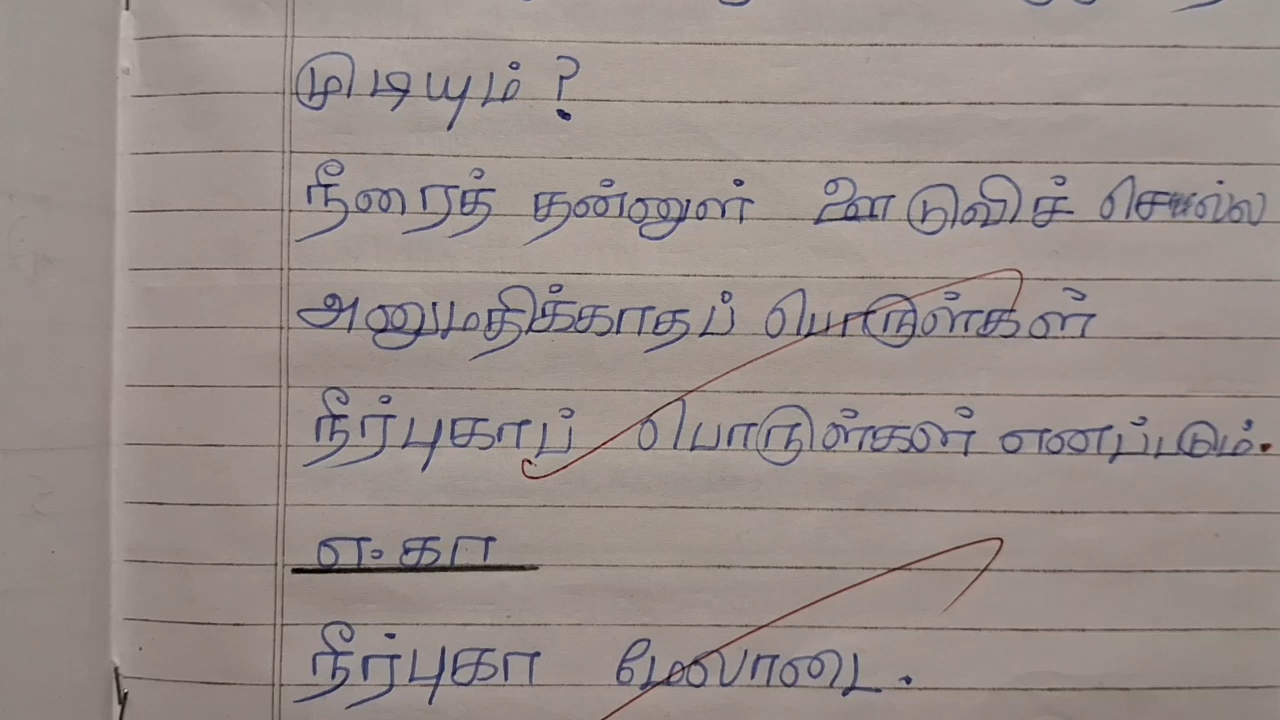 முடியும் ?
நீரைத் தன்னுள் ஊடுவிச் செல்ல
அனுமதிக்காதப் பொருள்கள்
நீர்புகாப் பொருள்கள் எனப்படும்.
எ.கா
நீர்புகா மேலாடை.